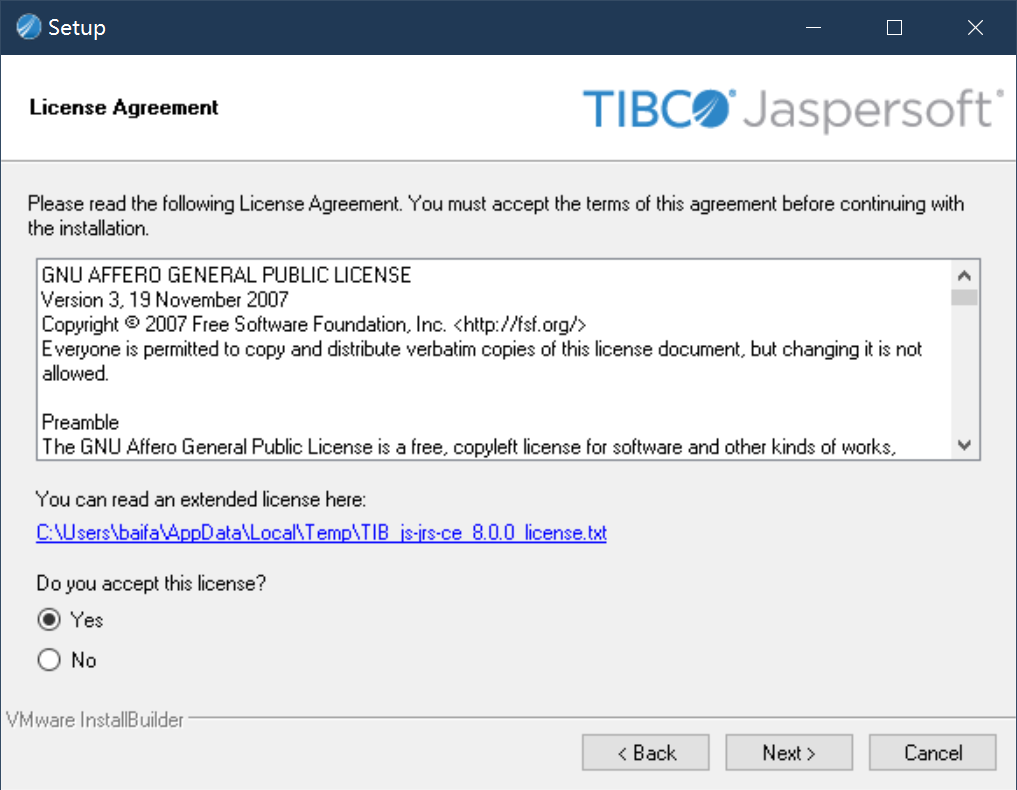 Setup
License Agreement
TIBCO® Jaspersoft®
Please read the following License Agreement. You must accept the terms of this agreement before continuing with
the installation.
GNU AFFERO GENERAL PUBLIC LICENSE
Version 3, 19 November 2007
Copyright © 2007 Free Software Foundation, Inc. <http://fsf.org/>
Everyone is permitted to copy and distribute verbatim copies of this license document, but changing it is not
allowed.
Preamble
The GNU Affero General Public License is a free, copyleft license for software and other kinds of works,
You can read an extended license here:
C:\Users\baifa\AppData\Local\Temp\TIB_js-jrs-ce_8.0.0_license.txt
Do you accept this license?
Yes
No
VMware InstallBuilder
< Back Next > Cancel